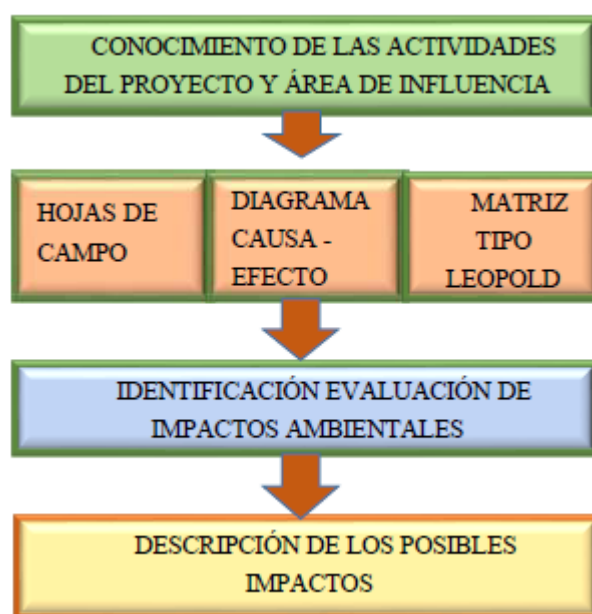 CONOCIMIENTO DE LAS ACTIVIDADES
DEL PROYECTO Y ÁREA DE INFLUENCIA
HOJAS DE
CAMPO
DIAGRAMA
CAUSA -
EFECTO
MATRIZ
TIPO
LEOPOLD
IDENTIFICACIÓN EVALUACIÓN DE
IMPACTOS AMBIENTALES
DESCRIPCIÓN DE LOS POSIBLES
IMPACTOS